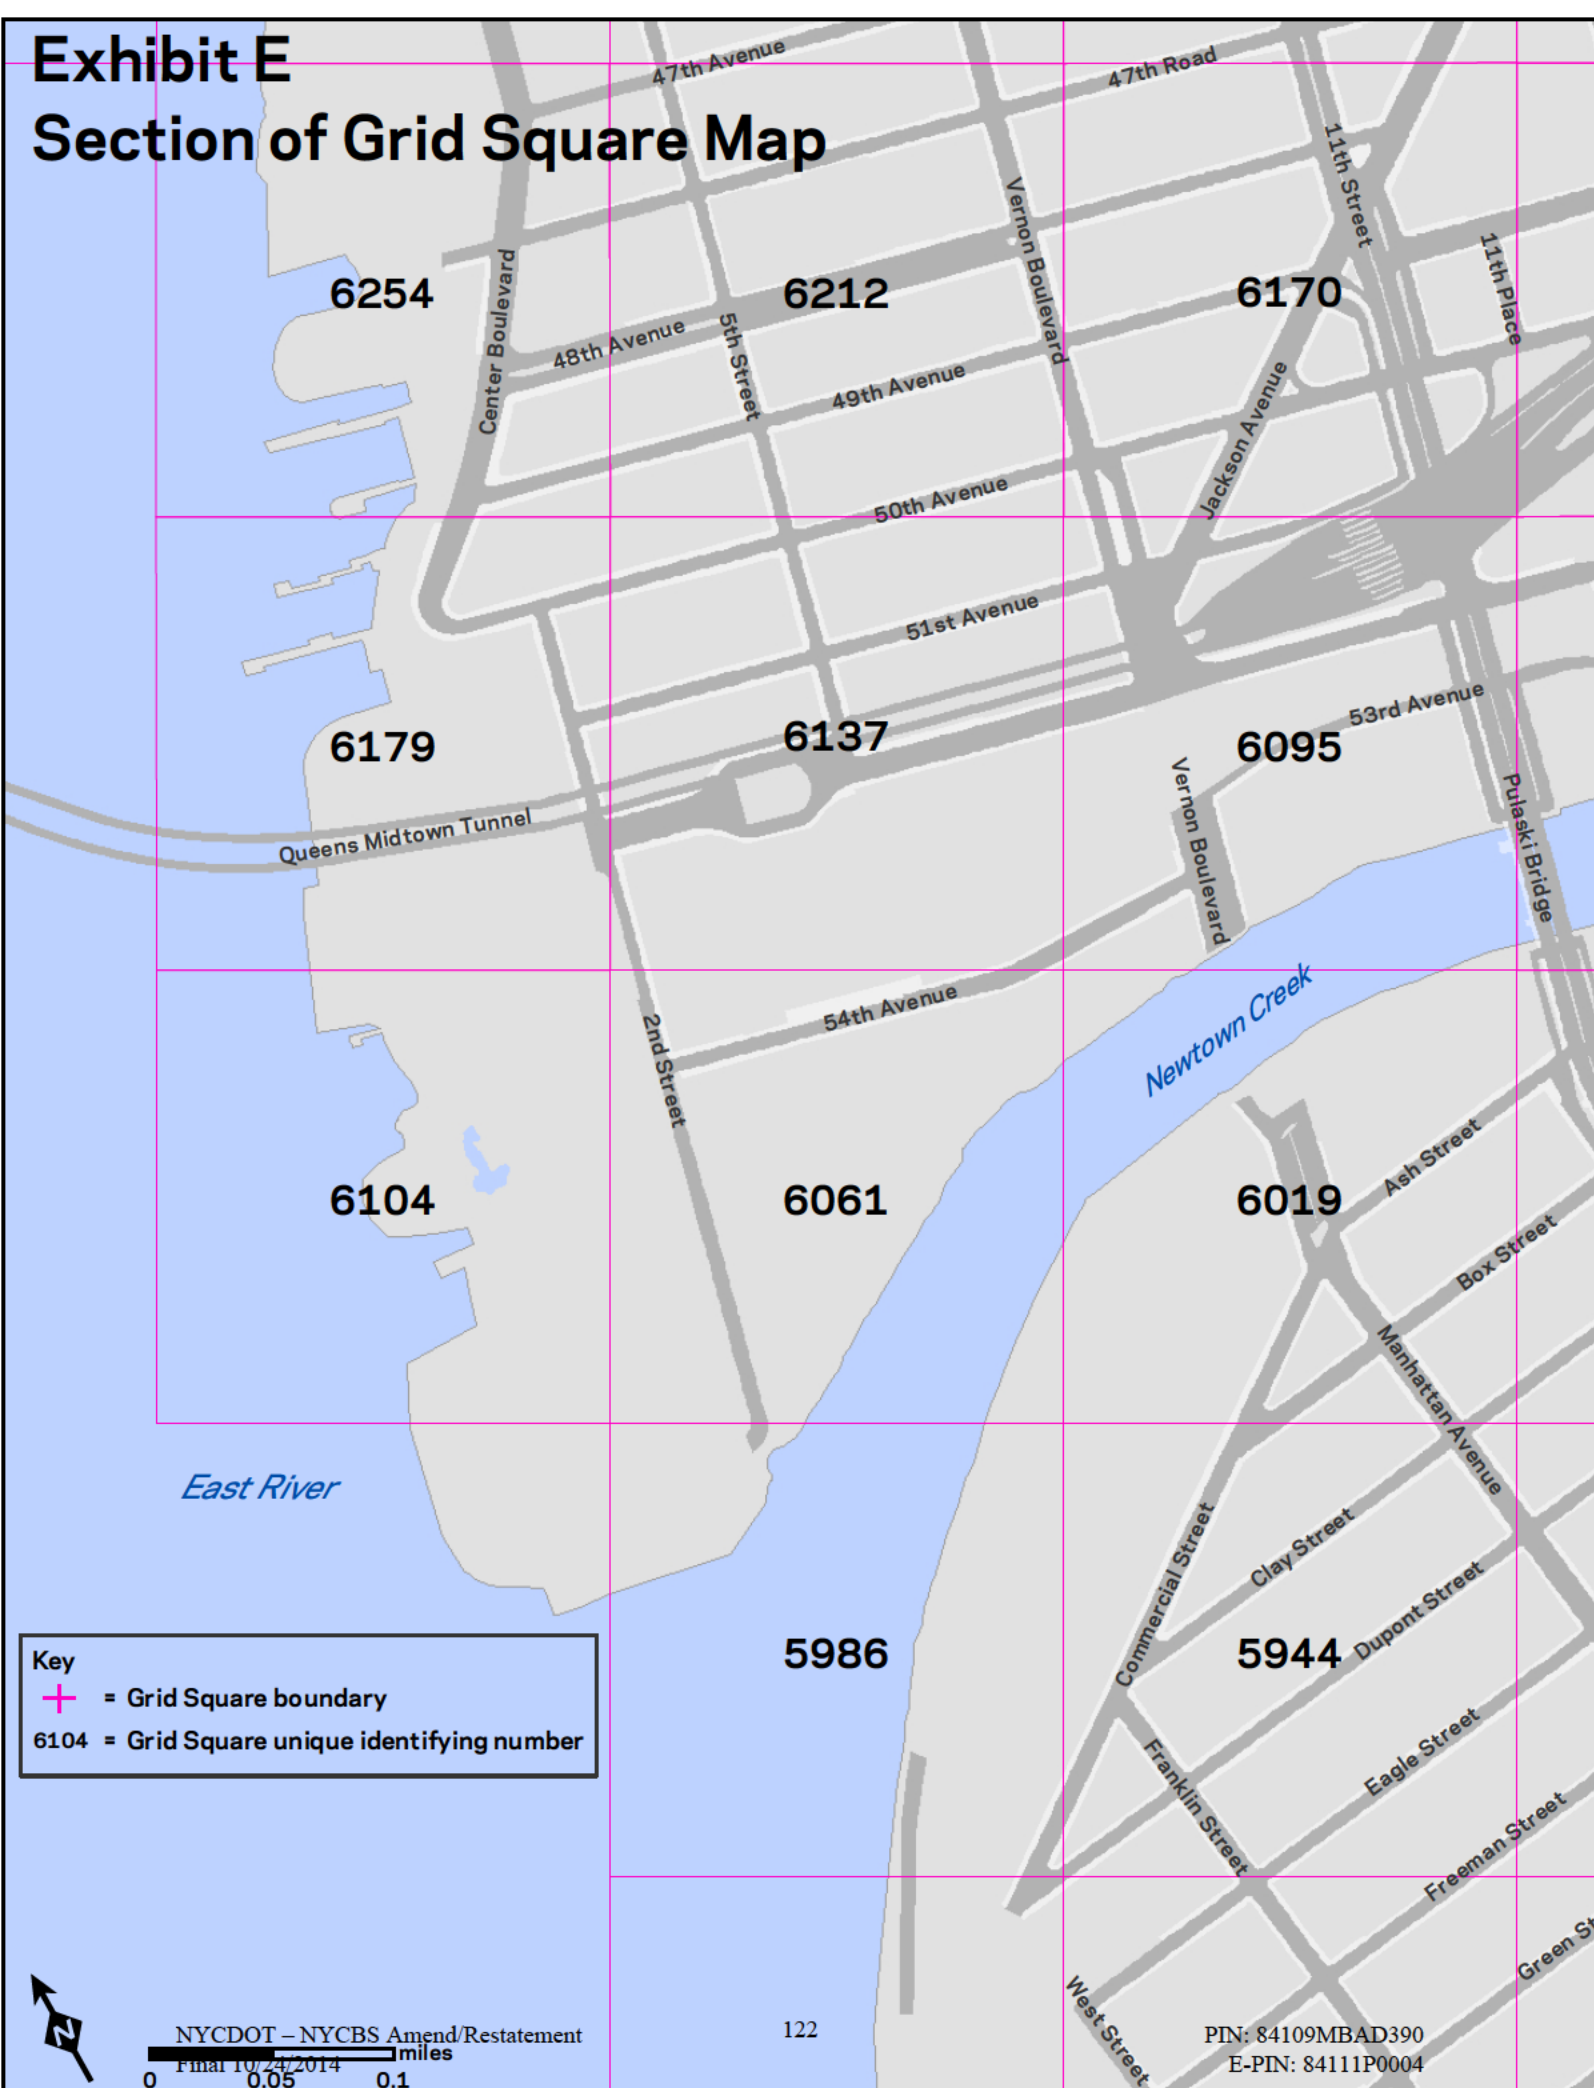 Exhibit E
Section of Grid Square Map
47th Avenue
47th Road
11th Street
Vernon Boulevard
11th Place
Center Boulevard
6254
6212
6170
48th Avenue
5th Street
49th Avenue
Jackson Avenue
50th Avenue
51st Avenue
53rd Avenue
6179
6137
6095
Queens Midtown Tunnel
Vernon Boulevard
Pulaski Bridge
54th Avenue
Newtown Creek
2nd Street
Ash Street
6104
6061
6019
Box Street
Manhattan Avenue
East River
Commercial Street
Clay Street
Dupont Street
5986
5944
Eagle Street
Franklin Street
Freeman Street
Green St
West Street
Key
= Grid Square boundary
6104 = Grid Square unique identifying number
N
NYCDOT – NYCBS Amend/Restatement
Final 10/24/2014
miles
0 0.05 0.1
122
PIN: 84109MBAD390
E-PIN: 84111P0004